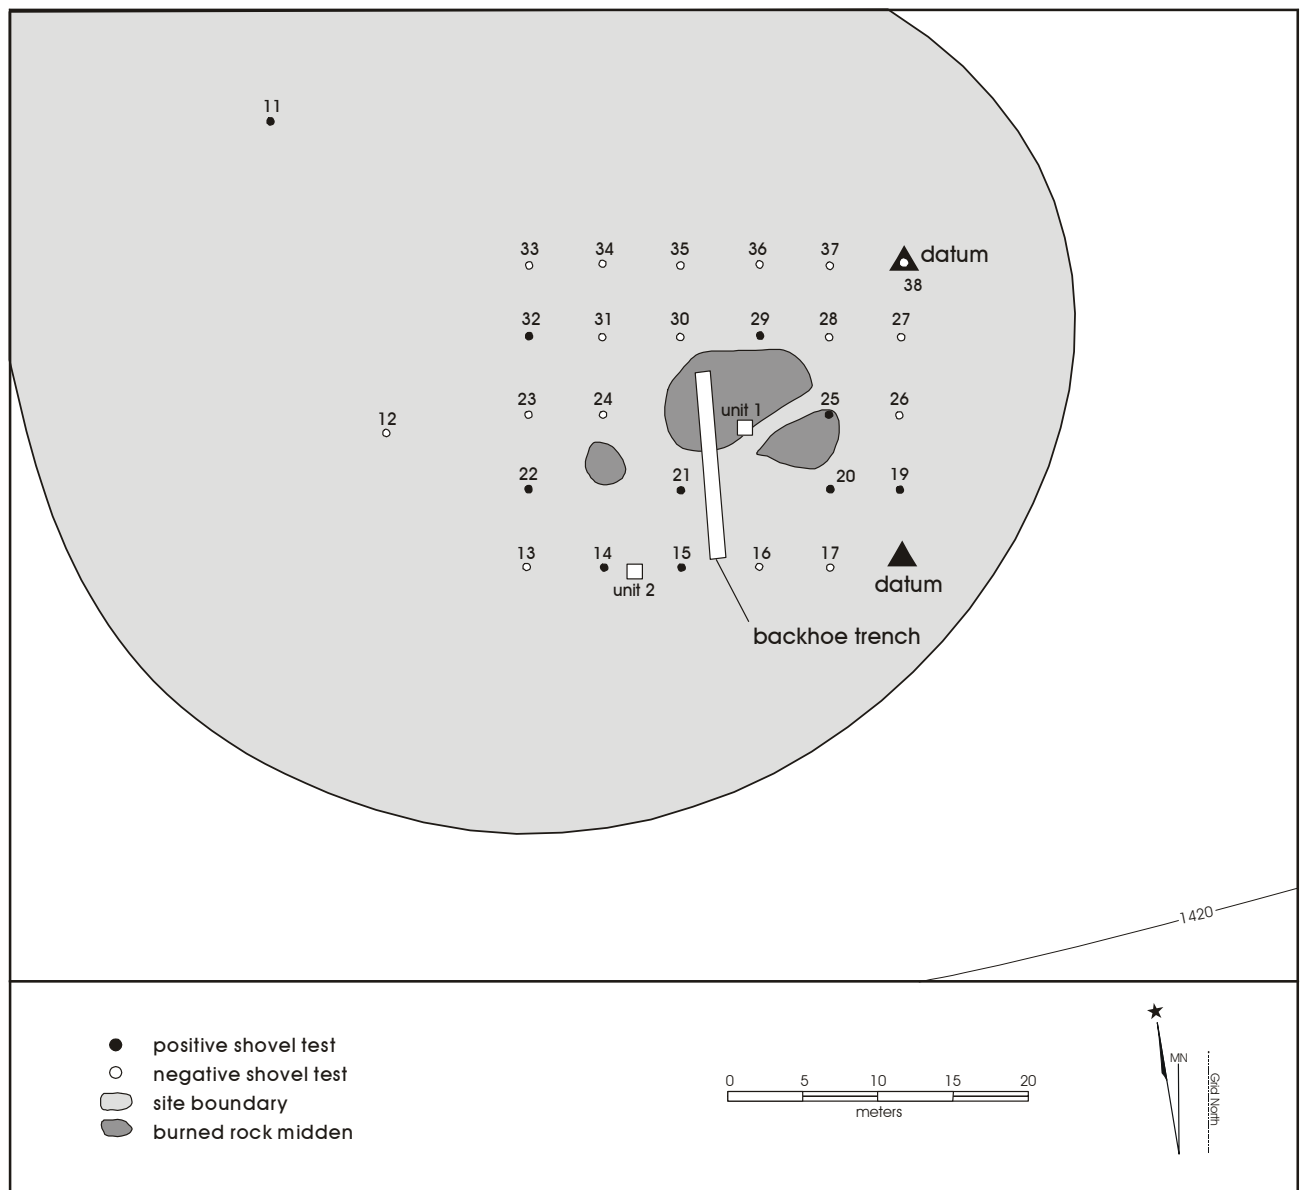 11
33 34 35 36 37 datum
38
32 31 30 29 28 27
23 24 unit 1 25 26
12
22 21 20 19
13 14 15 16 17
unit 2 datum
backhoe trench
1420
positive shovel test
negative shovel test
site boundary
burned rock midden
0 5 10 15 20
meters
MN
Grid North